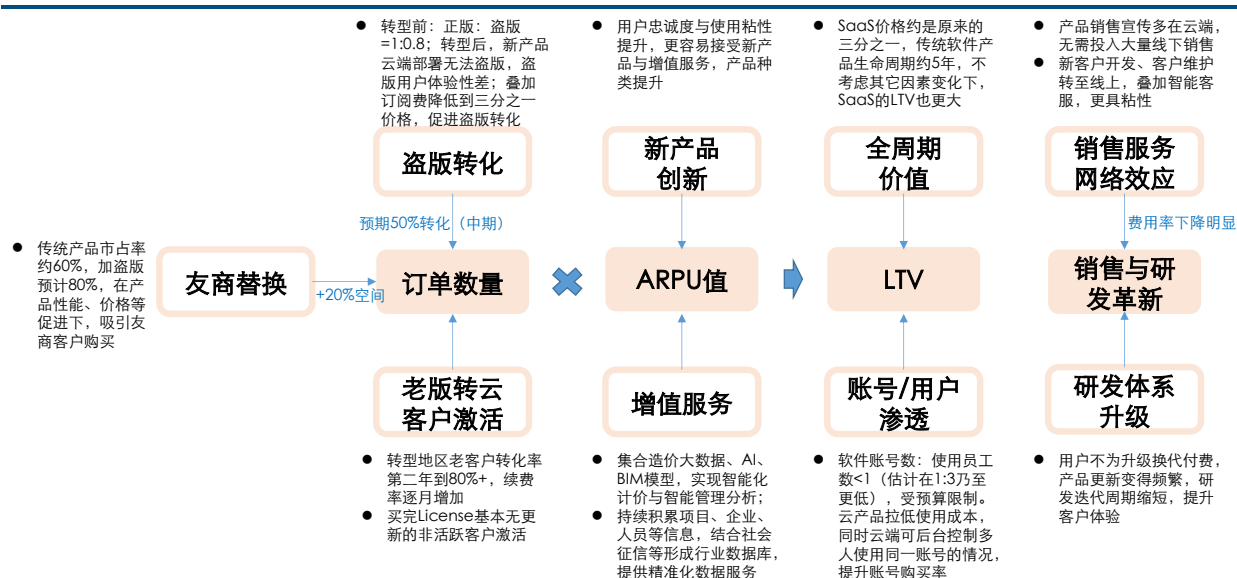 ● 转型前：正版：盗版
=1:0.8；转型后，新产品
云端部署无法盗版，盗
版用户体验性差；叠加
订阅费降低到三分之一
价格，促进盗版转化
● 用户忠诚度与使用粘性
提升，更容易接受新产
品与增值服务，产品种
类提升
● SaaS价格约是原来的
三分之一，传统软件产
品生命周期约5年，不
考虑其它因素变化下，
SaaS的LTV也更大
● 产品销售宣传多在云端，
无需投入大量线下销售
● 新客户开发、客户维护
转至线上，叠加智能客
服，更具粘性
盗版转化
新产品
创新
全周期
价值
销售服务
网络效应
预期50%转化（中期）
费用率下降明显
● 传统产品市占率
约60%，加盗版
预计80%，在产
品性能、价格等
促进下，吸引友
商客户购买
友商替换
+20%空间
订单数量
ARPU值
LTV
销售与研
发革新
老版转云
客户激活
增值服务
账号/用户
渗透
研发体系
升级
● 转型地区老客户转化率
第二年到80%+，续费
率逐月增加
● 买完License基本无更
新的非活跃客户激活
● 集合造价大数据、AI、
BIM模型，实现智能化
计价与智能管理分析；
● 持续积累项目、企业、
人员等信息，结合社会
征信等形成行业数据库，
提供精准化数据服务
● 软件账号数：使用员工
数<1（估计在1:3乃至
更低），受预算限制。
云产品拉低使用成本，
同时云端可后台控制多
人使用同一账号的情况，
提升账号购买率
● 用户不为升级换代付费，
产品更新变得频繁，研
发迭代周期缩短，提升
客户体验